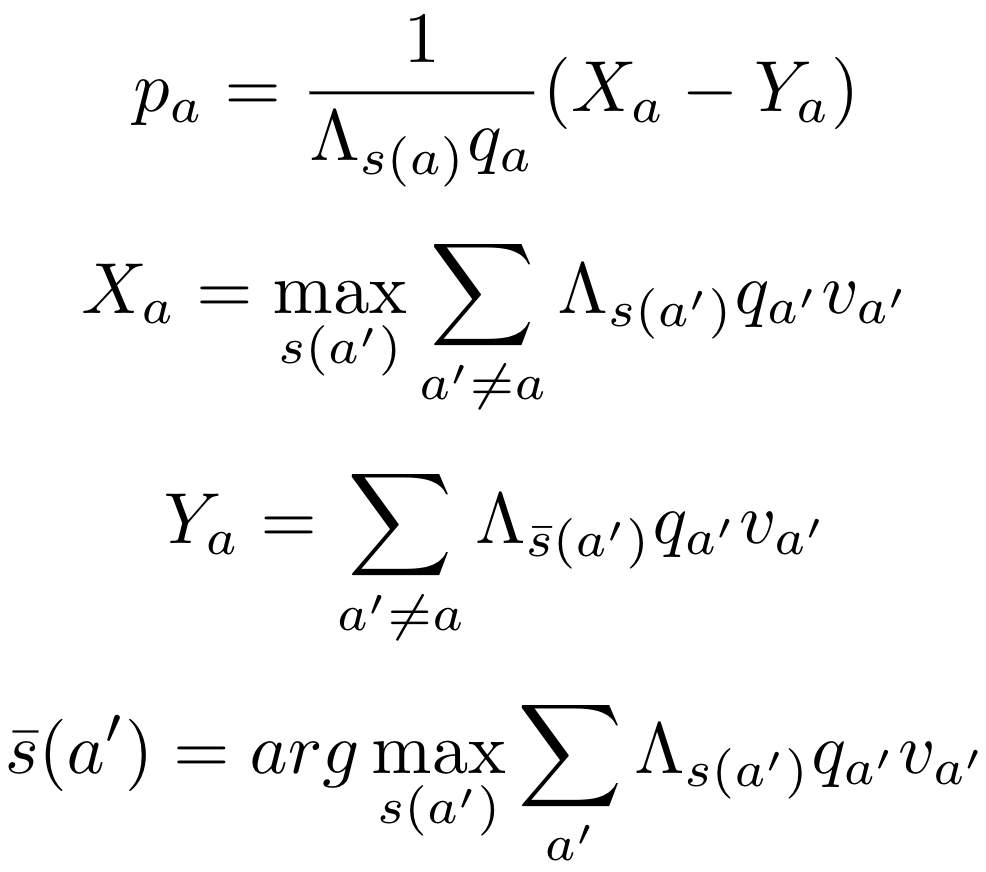 p_a = \frac{1}{\Lambda_{s(a)} q_a} (X_a - Y_a)
X_a = \max_{s(a')} \sum_{a' \neq a} \Lambda_{s(a')} q_{a'} v_{a'}
Y_a = \sum_{a' \neq a} \Lambda_{\bar{s}(a')} q_{a'} v_{a'}
\bar{s}(a') = arg \max_{s(a')} \sum_{a'} \Lambda_{s(a')} q_{a'} v_{a'}